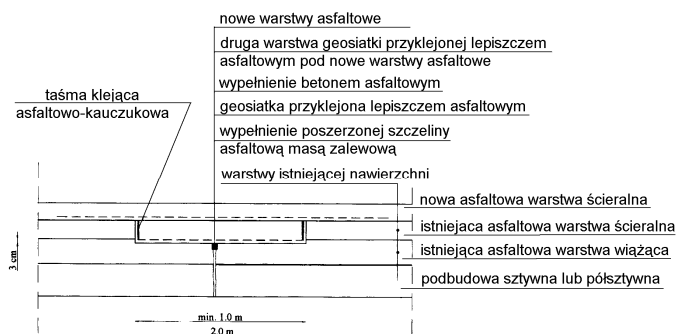 nowe warstwy asfaltowe
druga warstwa geosiatki przyklejonej lepiszczem
asfaltowym pod nowe warstwy asfaltowe
wypełnienie betonem asfaltowym
geosiatka przyklejona lepiszczem asfaltowym
wypełnienie poszerzonej szczeliny
asfaltową masą zalewową
warstwy istniejącej nawierzchni
taśma klejąca
asfaltowo-kauczukowa
nowa asfaltowa warstwa ścieralna
istniejaca asfaltowa warstwa ścieralna
istniejąca asfaltowa warstwa wiążąca
podbudowa sztywna lub półsztywna
3 cm
min. 1.0 m
2.0 m